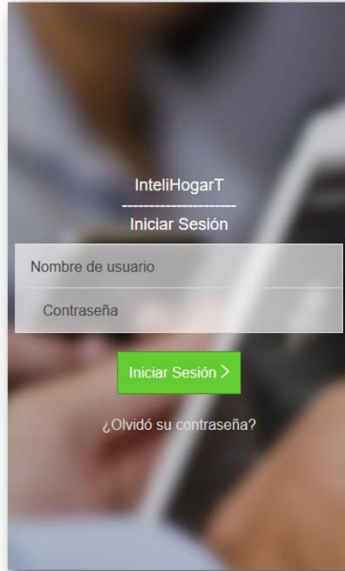 InteliHogarT
---------------------
Iniciar Sesión
Nombre de usuario
Contraseña
Iniciar Sesión >
¿Olvidó su contraseña?